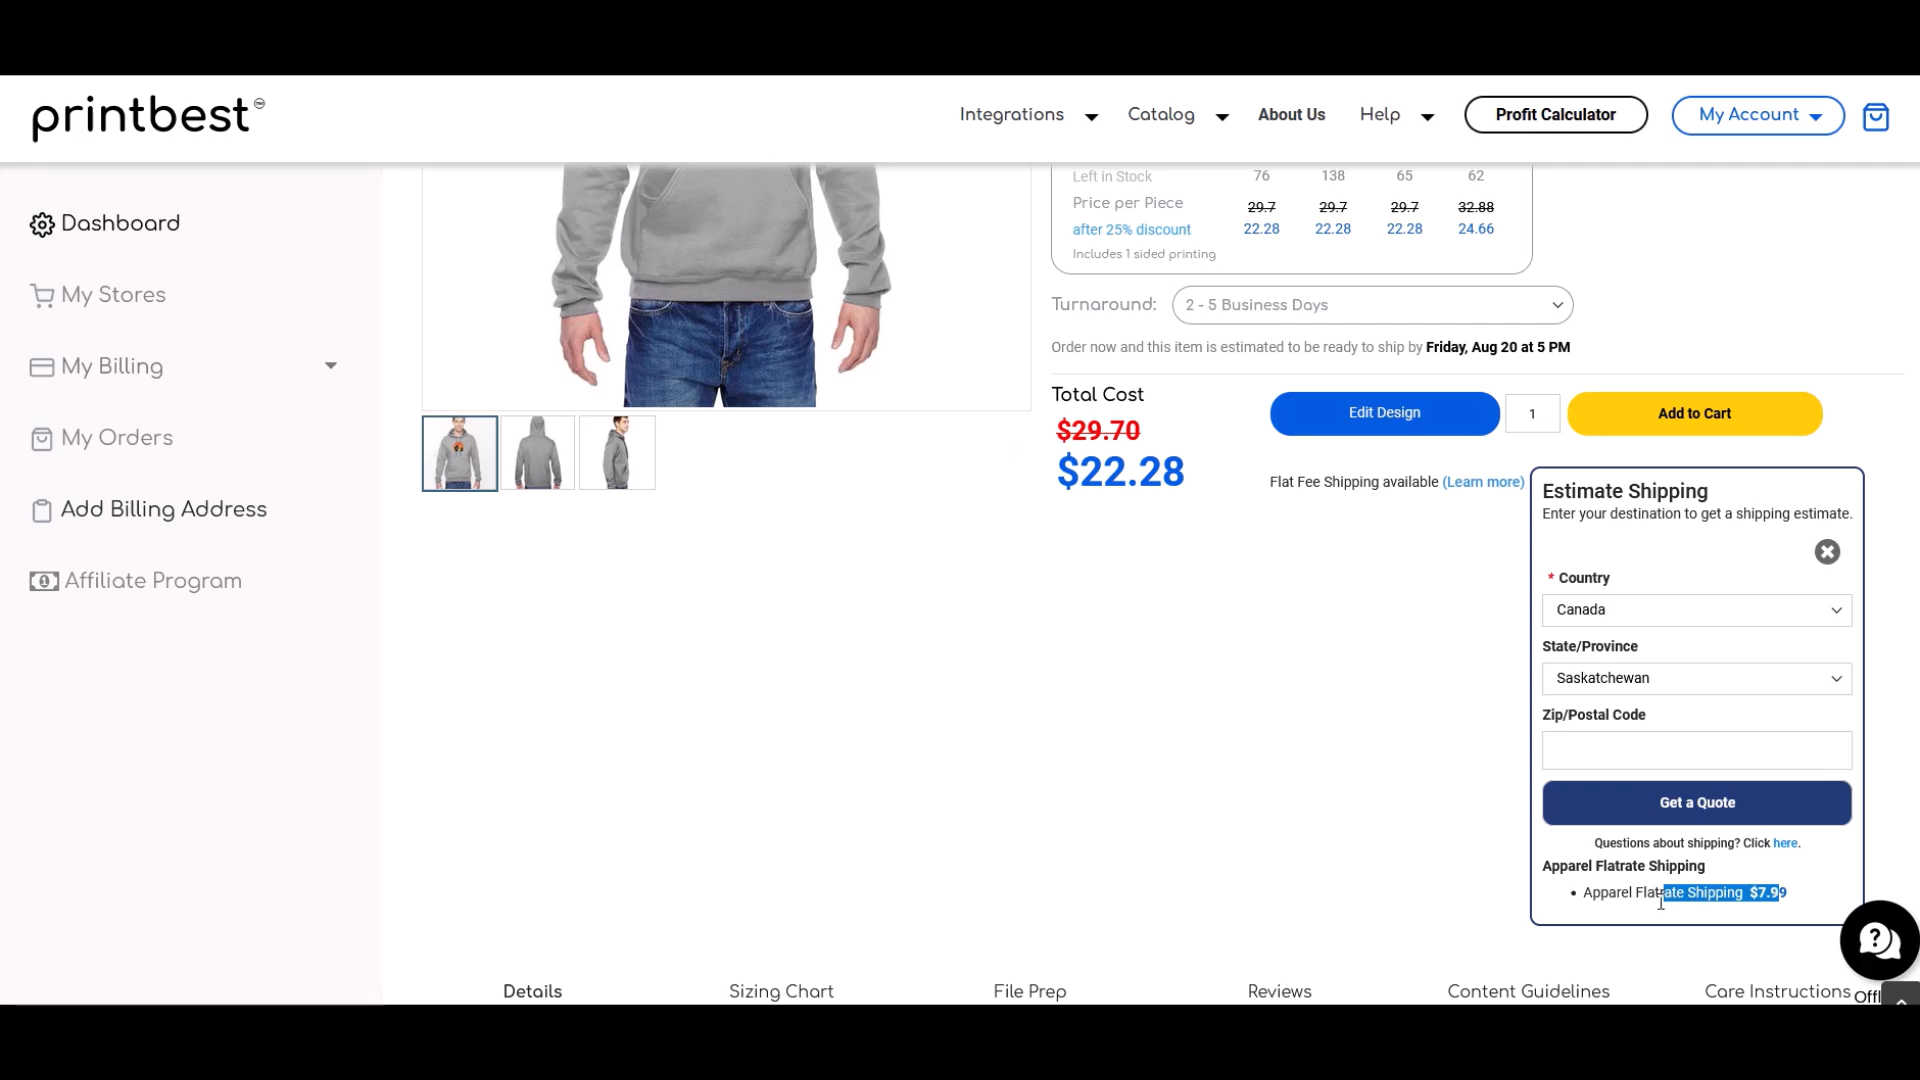 printbest TM
Integrations Catalog About Us Help Profit Calculator My Account
Dashboard
My Stores
My Billing
My Orders
Add Billing Address
Affiliate Program
Left in Stock 76 138 65 62
Price per Piece 29.7 29.7 29.7 32.88
after 25% discount 22.28 22.28 22.28 24.66
Includes 1 sided printing
Turnaround: 2 - 5 Business Days
Order now and this item is estimated to be ready to ship by Friday, Aug 20 at 5 PM
Total Cost
$29.70
$22.28
Edit Design 1 Add to Cart
Flat Fee Shipping available (Learn more)
Estimate Shipping
Enter your destination to get a shipping estimate.
* Country
Canada
State/Province
Saskatchewan
Zip/Postal Code
Get a Quote
Questions about shipping? Click here.
Apparel Flatrate Shipping
• Apparel Flatrate Shipping $7.99
Details Sizing Chart File Prep Reviews Content Guidelines Care Instructions Offl